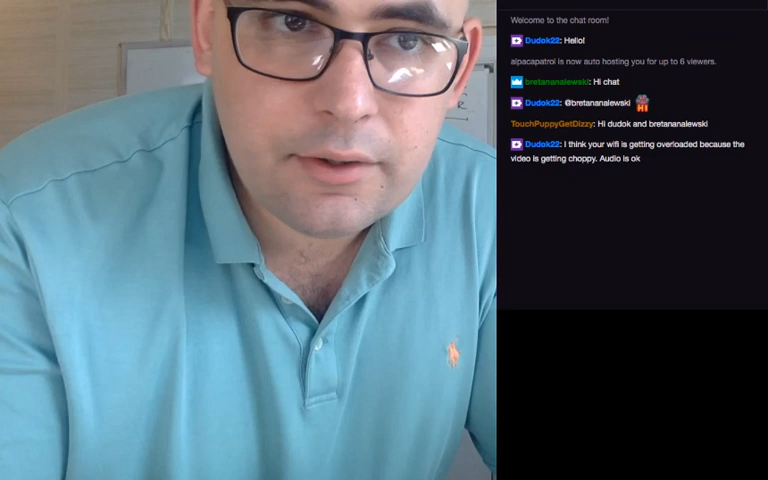 Welcome to the chat room!
Dudok22: Hello!
alpacapatrol is now auto hosting you for up to 6 viewers.
bretananalewski: Hi chat
Dudok22: @bretananalewski HI
TouchPuppyGetDizzy: Hi dudok and bretananalewski
Dudok22: I think your wifi is getting overloaded because the
video is getting choppy. Audio is ok